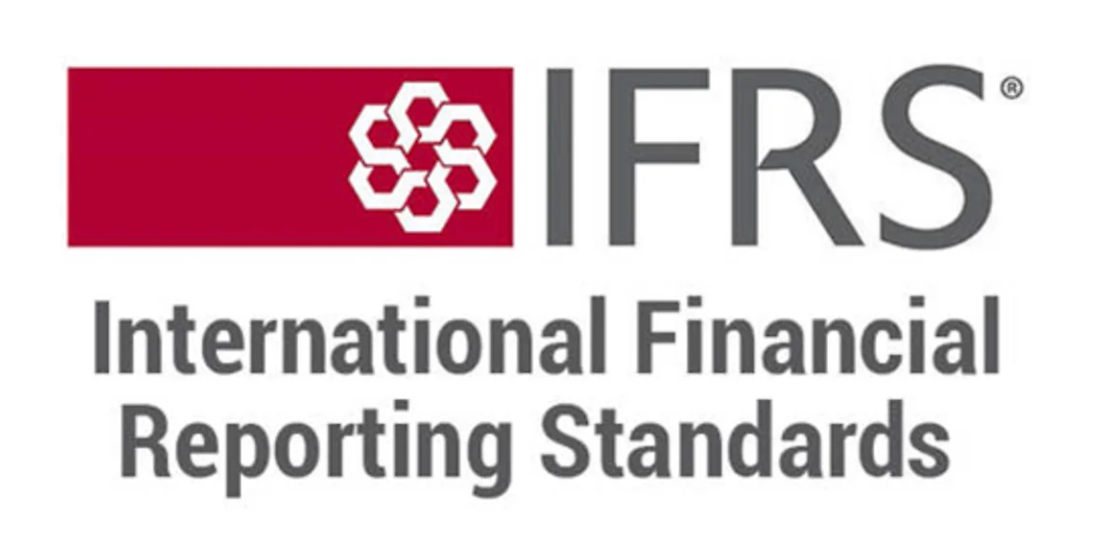 IFRS®
International Financial
Reporting Standards